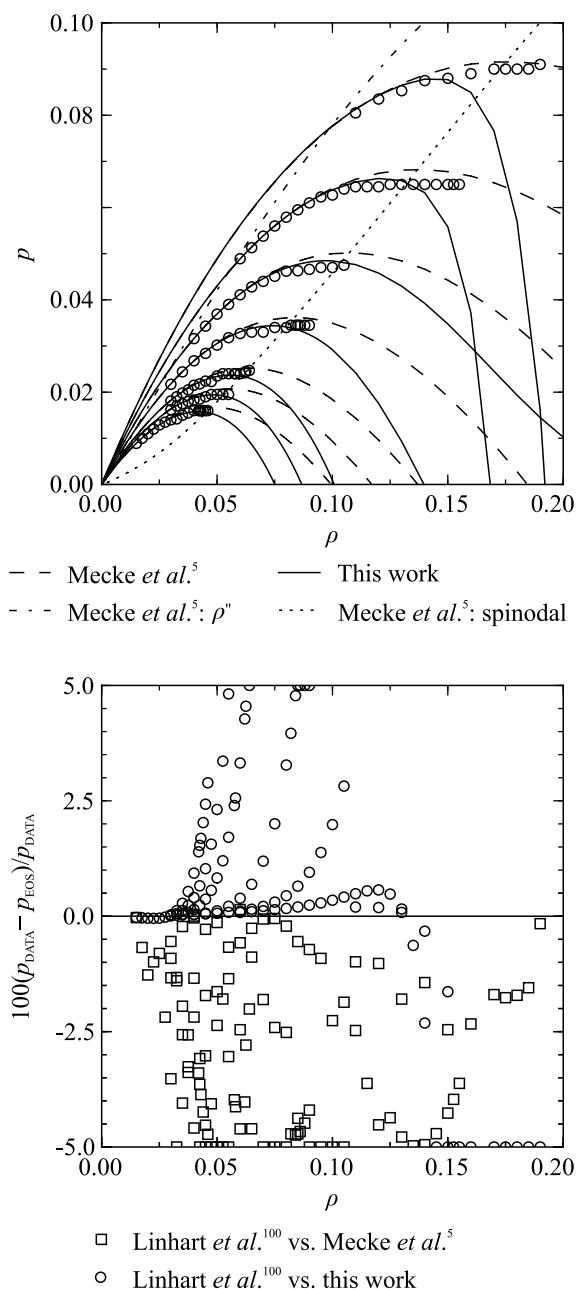 0.10
0.08
0.06
p
0.04
0.02
0.00
0.00 0.05 0.10 0.15 0.20
ρ
Mecke et al.5 This work
Mecke et al.5: ρ" Mecke et al.5: spinodal
5.0
2.5
0.0
100(pDATA− pEOS)/pDATA
-2.5
-5.0
0.00 0.05 0.10 0.15 0.20
ρ
Linhart et al.100 vs. Mecke et al.5
Linhart et al.100 vs. this work